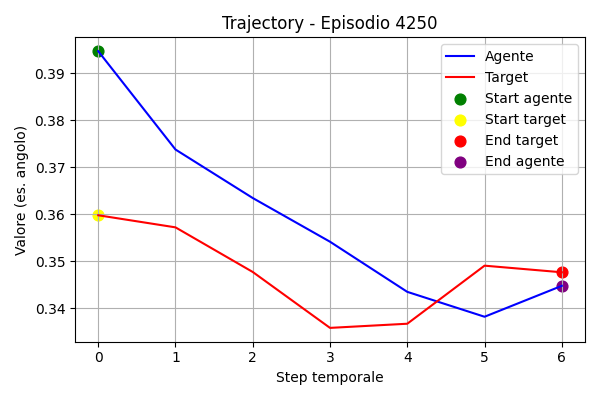 Trajectory - Episodio 4250
Valore (es. angolo)
0.39
0.38
0.37
0.36
0.35
0.34
Agente
Target
Start agente
Start target
End target
End agente
0 1 2 3 4 5 6
Step temporale